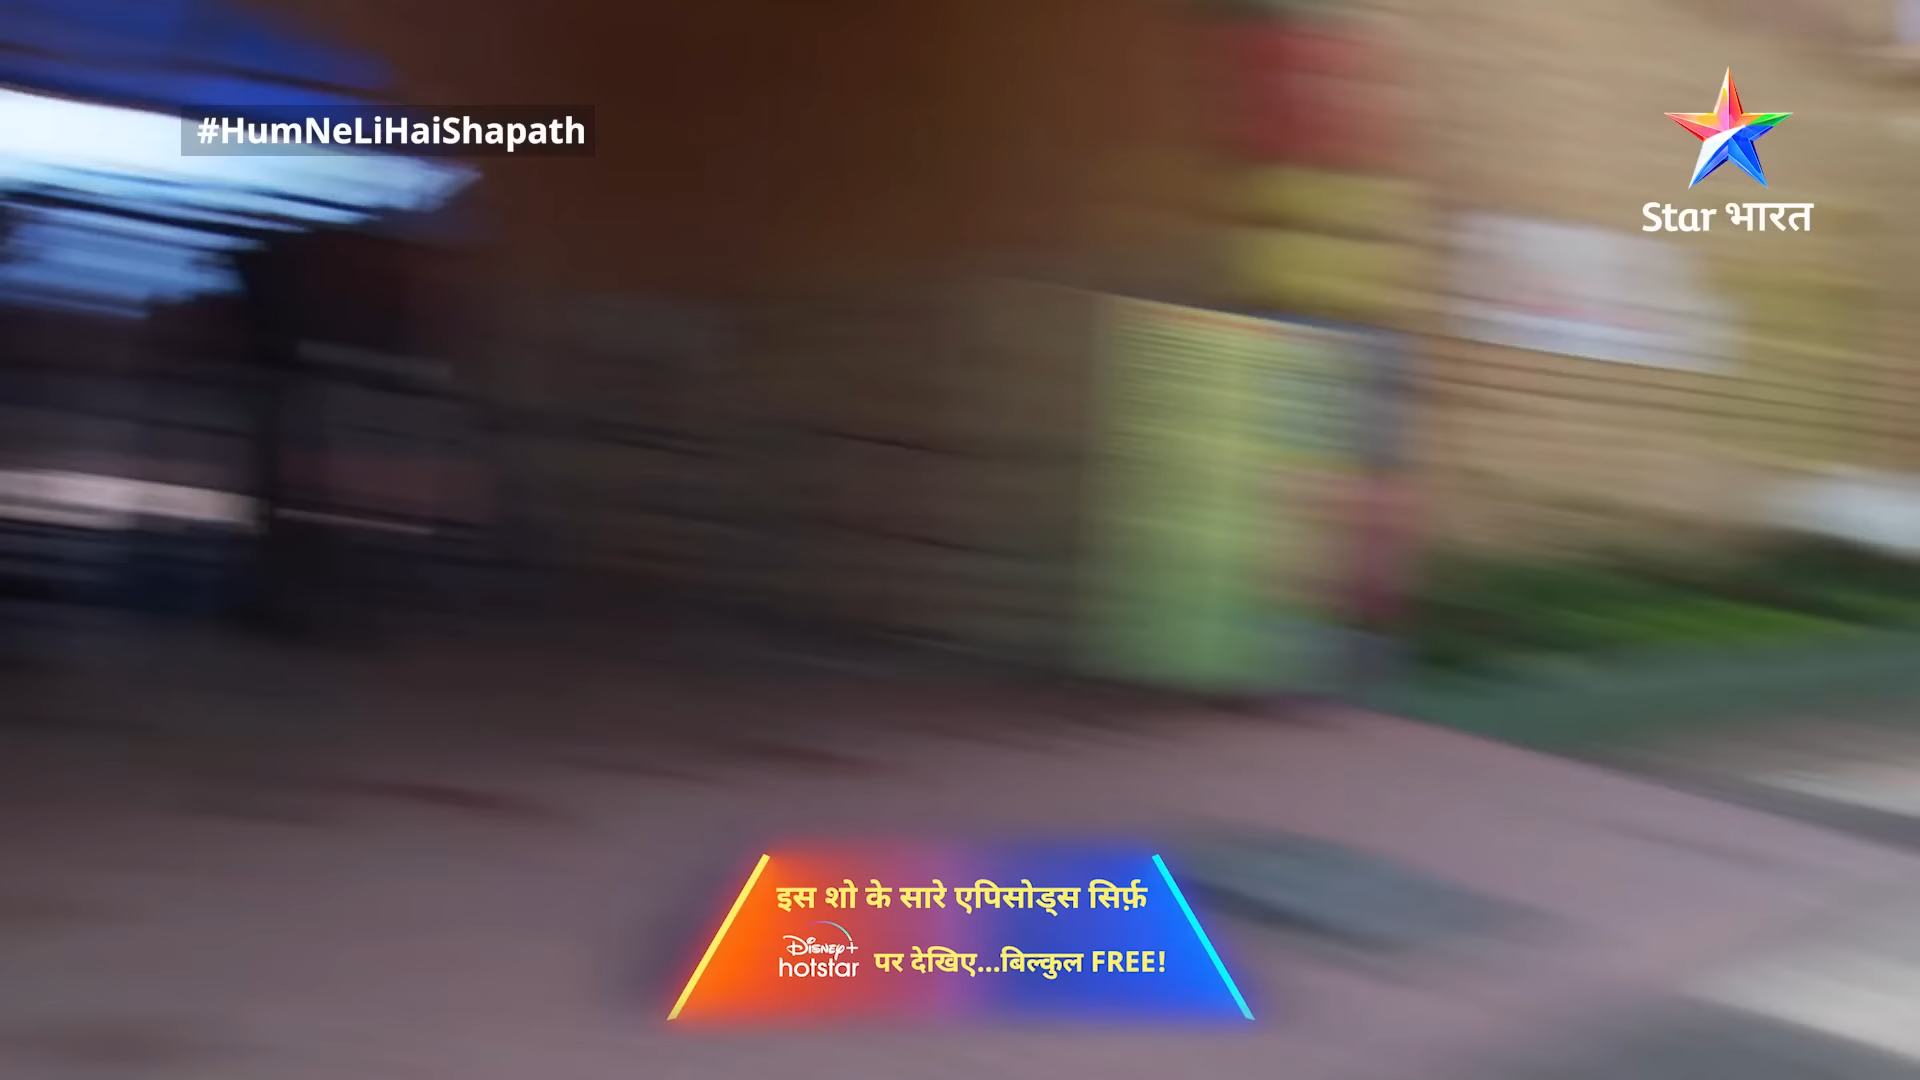 #HumNeLiHaiShapath
Star भारत
इस शो के सारे एपिसोड्स सिर्फ़
Disney+ hotstar पर देखिए...बिल्कुल FREE!